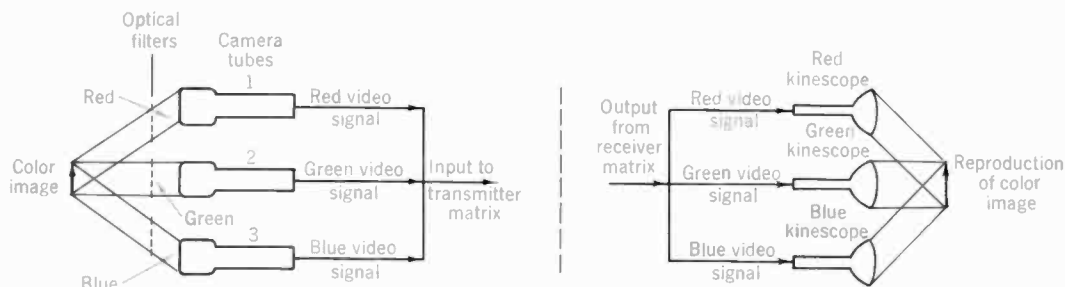 Optical
filters
Camera
tubes
1
Red
Red video
signal
Color
image
2
Green video
signal
Green
Input to
transmitter
matrix
3
Blue video
signal
Blue
Output
from
receiver
matrix
Red video
signal
Red
kinescope
Green video
signal
Green
kinescope
Blue video
signal
Blue
kinescope
Reproduction
of color
image